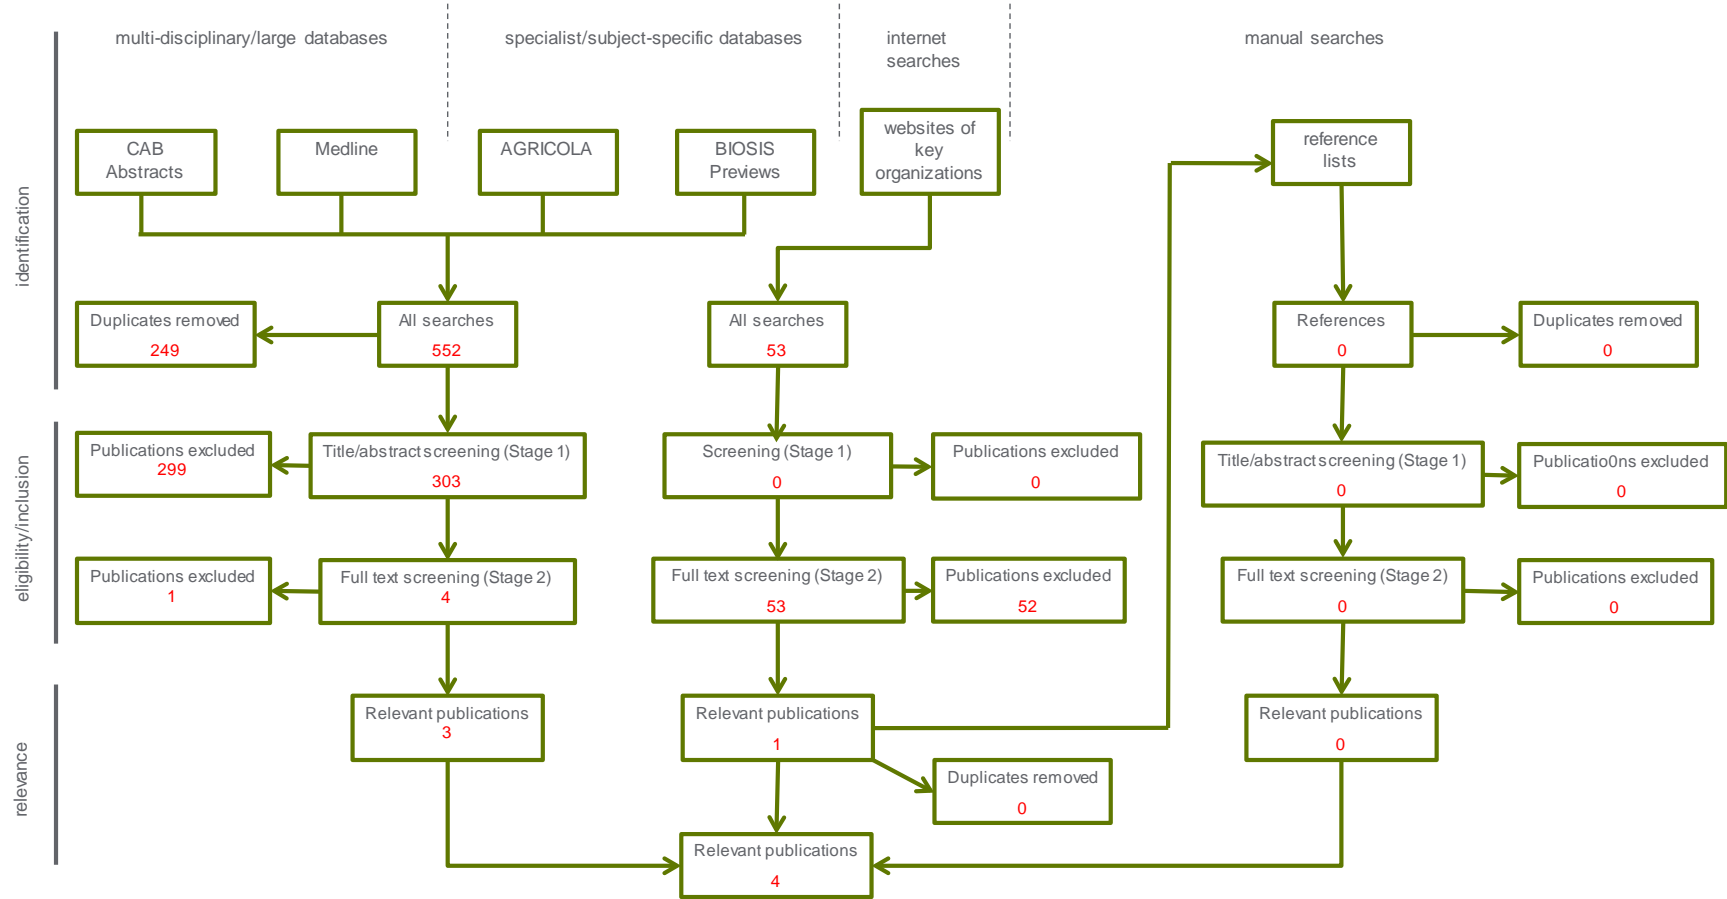 multi-disciplinary/large databases
specialist/subject-specific databases
internet
searches
manual searches
identification
CAB
Abstracts
Medline
AGRICOLA
BIOSIS
Previews
websites of
key
organizations
reference
lists
Duplicates removed
249
All searches
552
All searches
53
References
0
Duplicates removed
0
eligibility/inclusion
Publications excluded
299
Title/abstract screening (Stage 1)
303
Screening (Stage 1)
0
Publications excluded
0
Title/abstract screening (Stage 1)
0
Publicatio0ns excluded
0
Publications excluded
1
Full text screening (Stage 2)
4
Full text screening (Stage 2)
53
Publications excluded
52
Full text screening (Stage 2)
0
Publications excluded
0
relevance
Relevant publications
3
Relevant publications
1
Relevant publications
0
Duplicates removed
0
Relevant publications
4